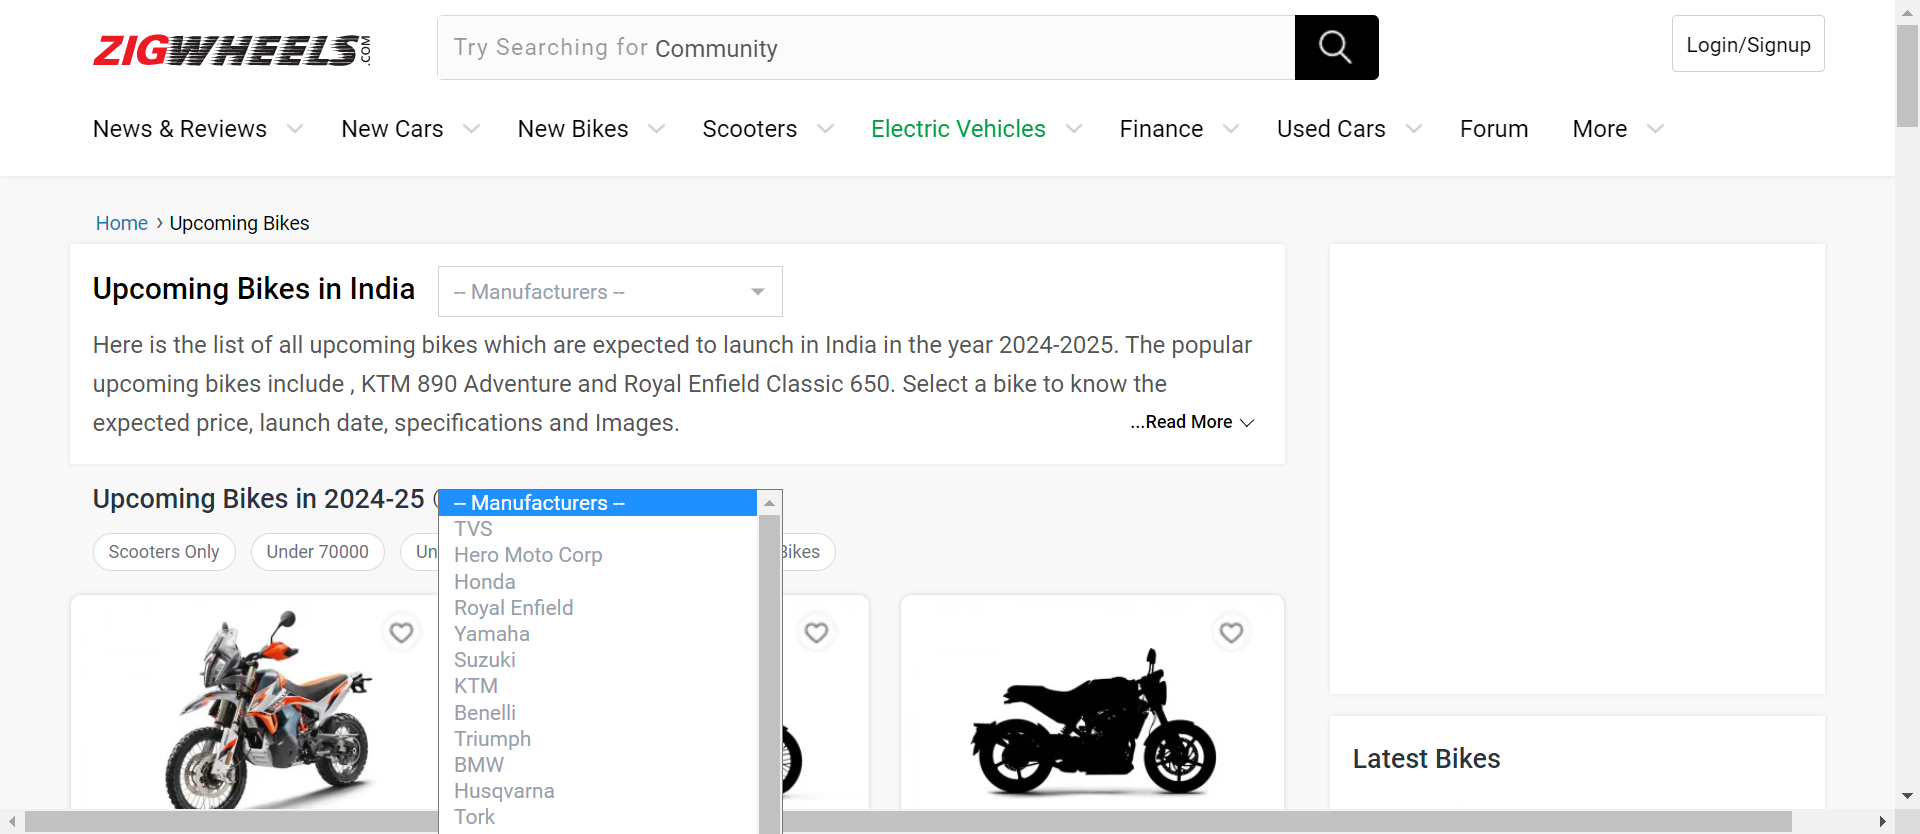 ZIGWHEELS.COM
Try Searching for Community
Login/Signup
News & Reviews
New Cars
New Bikes
Scooters
Electric Vehicles
Finance
Used Cars
Forum
More
Home › Upcoming Bikes
Upcoming Bikes in India
-- Manufacturers --
Here is the list of all upcoming bikes which are expected to launch in India in the year 2024-2025. The popular
upcoming bikes include , KTM 890 Adventure and Royal Enfield Classic 650. Select a bike to know the
expected price, launch date, specifications and Images.
...Read More
Upcoming Bikes in 2024-25 (
Scooters Only
Under 70000
Un
Bikes
-- Manufacturers --
TVS
Hero Moto Corp
Honda
Royal Enfield
Yamaha
Suzuki
KTM
Benelli
Triumph
BMW
Husqvarna
Tork
Latest Bikes